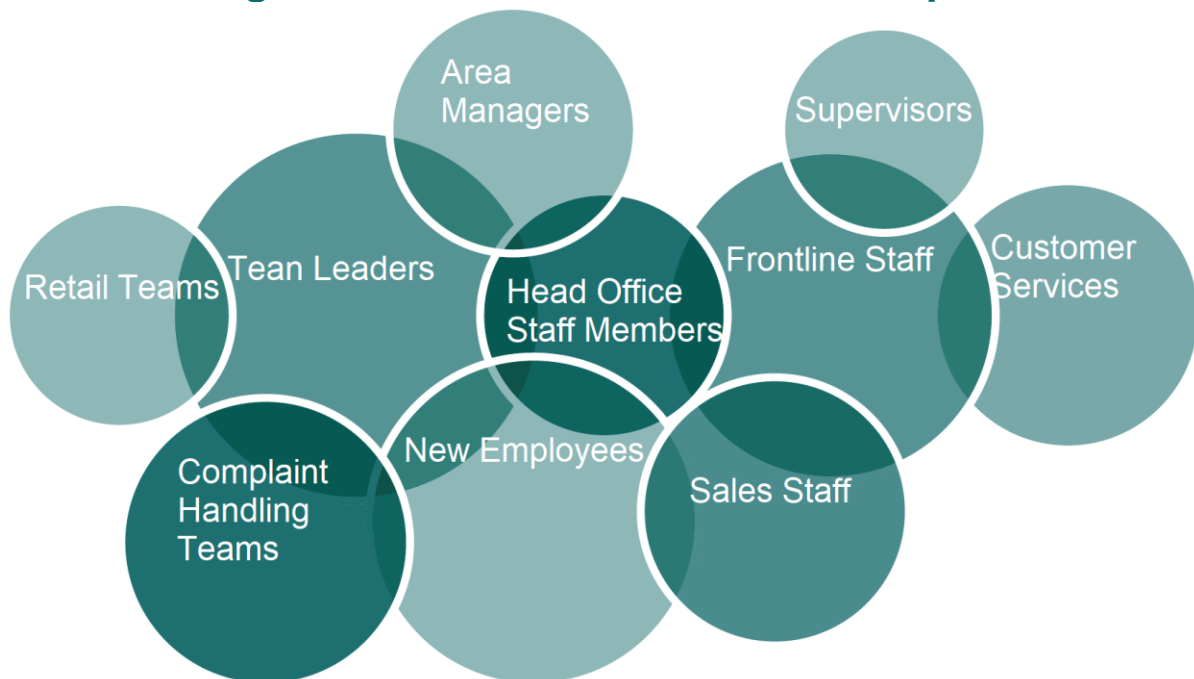 Area
Managers
Supervisors
Retail Teams
Tean Leaders
Head Office
Staff Members
Frontline Staff
Customer
Services
Complaint
Handling
Teams
New Employees
Sales Staff